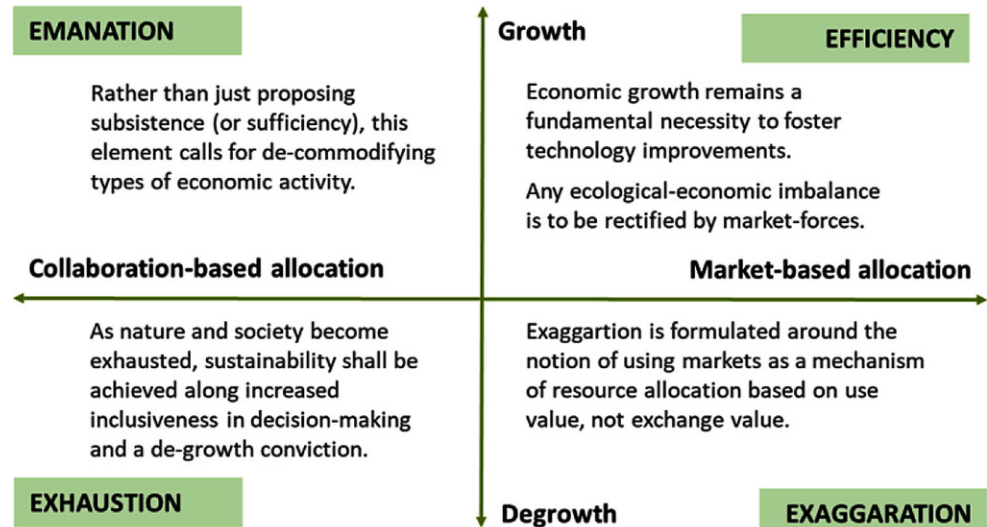 EMANATION
Rather than just proposing
subsistence (or sufficiency), this
element calls for de-commodifying
types of economic activity.
Growth
EFFICIENCY
Economic growth remains a
fundamental necessity to foster
technology improvements.
Any ecological-economic imbalance
is to be rectified by market-forces.
Collaboration-based allocation
Market-based allocation
As nature and society become
exhausted, sustainability shall be
achieved along increased
inclusiveness in decision-making
and a de-growth conviction.
EXHAUSTION
Exaggartion is formulated around the
notion of using markets as a mechanism
of resource allocation based on use
value, not exchange value.
Degrowth
EXAGGARATION